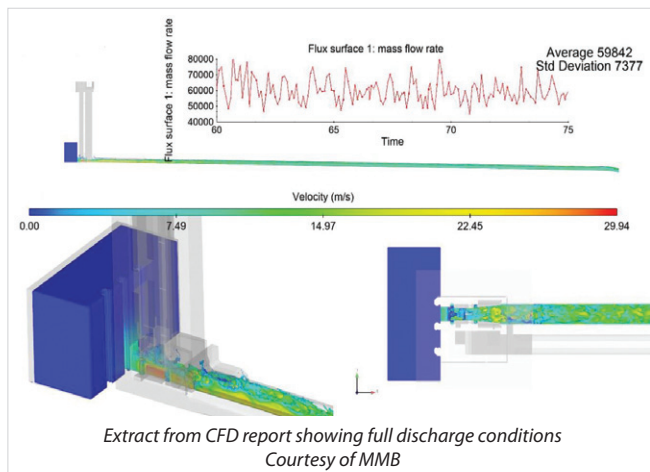 Flux surface 1: mass flow rate
Average 59842
Std Deviation 7377
Flux surface 1: mass flow rate
80000
70000
60000
50000
40000
60
65
70
75
Time
Velocity (m/s)
0.00
7.49
14.97
22.45
29.94
Extract from CFD report showing full discharge conditions
Courtesy of MMB